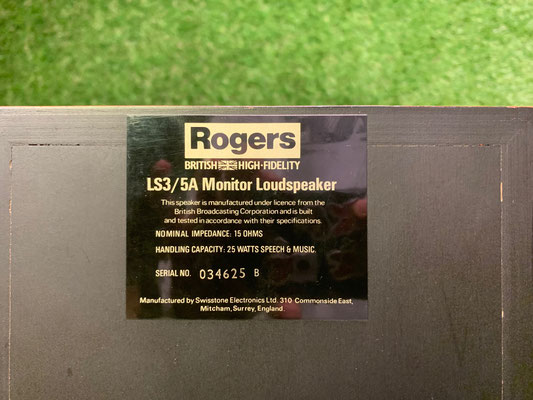 Rogers
BRITISH HIGH·FIDELITY
LS3/5A Monitor Loudspeaker
This speaker is manufactured under licence from the
British Broadcasting Corporation and is built
and tested in accordance with their specifications.
NOMINAL IMPEDANCE: 15 OHMS
HANDLING CAPACITY: 25 WATTS SPEECH & MUSIC.
SERIAL NO. 034625 B
Manufactured by Swisstone Electronics Ltd. 310 Commonside East,
Mitcham, Surrey, England